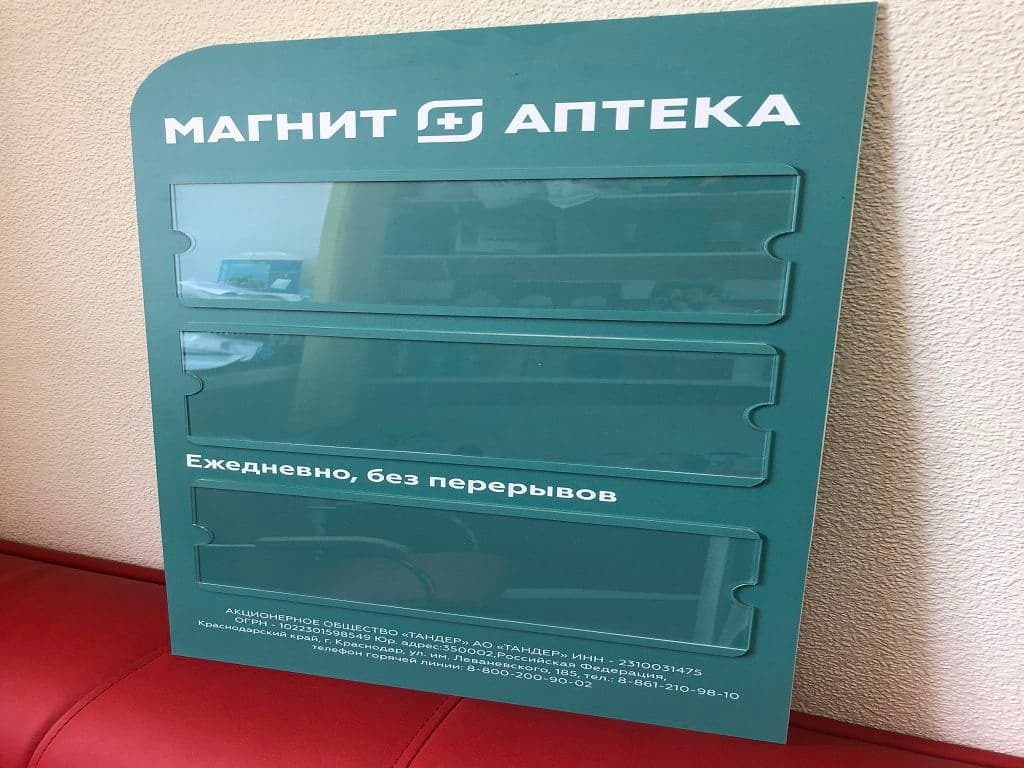 МАГНИТ АПТЕКА
Ежедневно, без перерывов
АКЦИОНЕРНОЕ ОБЩЕСТВО «ТАНДЕР» АО «ТАНДЕР» ИНН - 2310031475
ОГРН - 1022301598549 Юр. адрес:350002,Российская Федерация,
Краснодарский край, г. Краснодар, ул. им. Леваневского, 185, тел.: 8-861-210-98-10
телефон горячей линии: 8-800-200-90-02